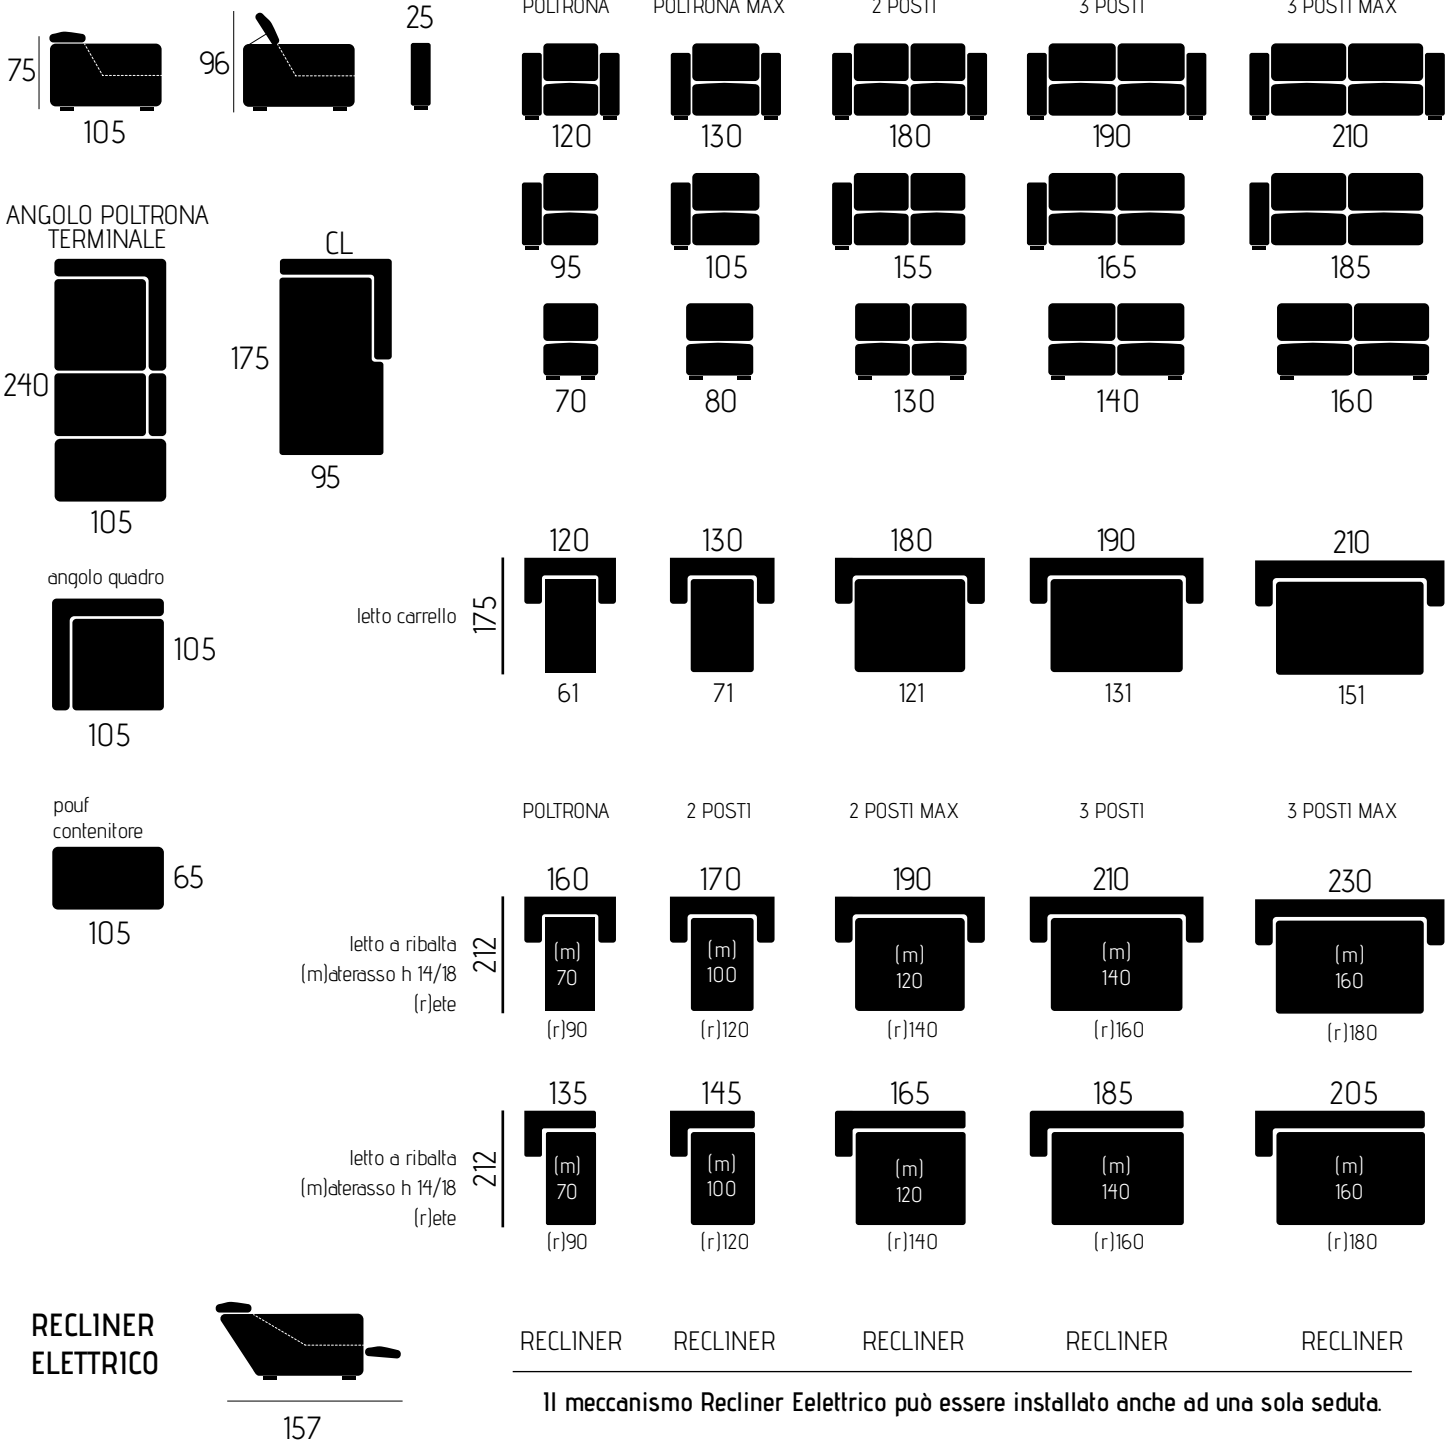 POLTRONA POLTRONA MAX 2 POSTI 3 POSTI 3 POSTI MAX
75 96 25
105
120 130 180 190 210
ANGOLO POLTRONA
TERMINALE
CL
95 105 155 165 185
240 175
70 80 130 140 160
95
105
120 130 180 190 210
angolo quadro
letto carrello 175
105
61 71 121 131 151
105
pouf
contenitore
65
105
POLTRONA 2 POSTI 2 POSTI MAX 3 POSTI 3 POSTI MAX
160 170 190 210 230
letto a ribalta
(m)aterasso h 14/18
(r)ete
212
(m) (m) (m) (m) (m)
70 100 120 140 160
(r)90 (r)120 (r)140 (r)160 (r)180
135 145 165 185 205
letto a ribalta
(m)aterasso h 14/18
(r)ete
212
(m) (m) (m) (m) (m)
70 100 120 140 160
(r)90 (r)120 (r)140 (r)160 (r)180
RECLINER
ELETTRICO
157
RECLINER RECLINER RECLINER RECLINER RECLINER
Il meccanismo Recliner Eelettrico può essere installato anche ad una sola seduta.